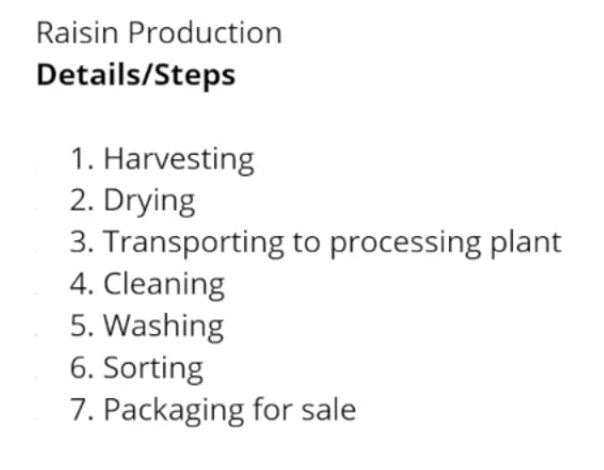 Raisin Production
Details/Steps
1. Harvesting
2. Drying
3. Transporting to processing plant
4. Cleaning
5. Washing
6. Sorting
7. Packaging for sale